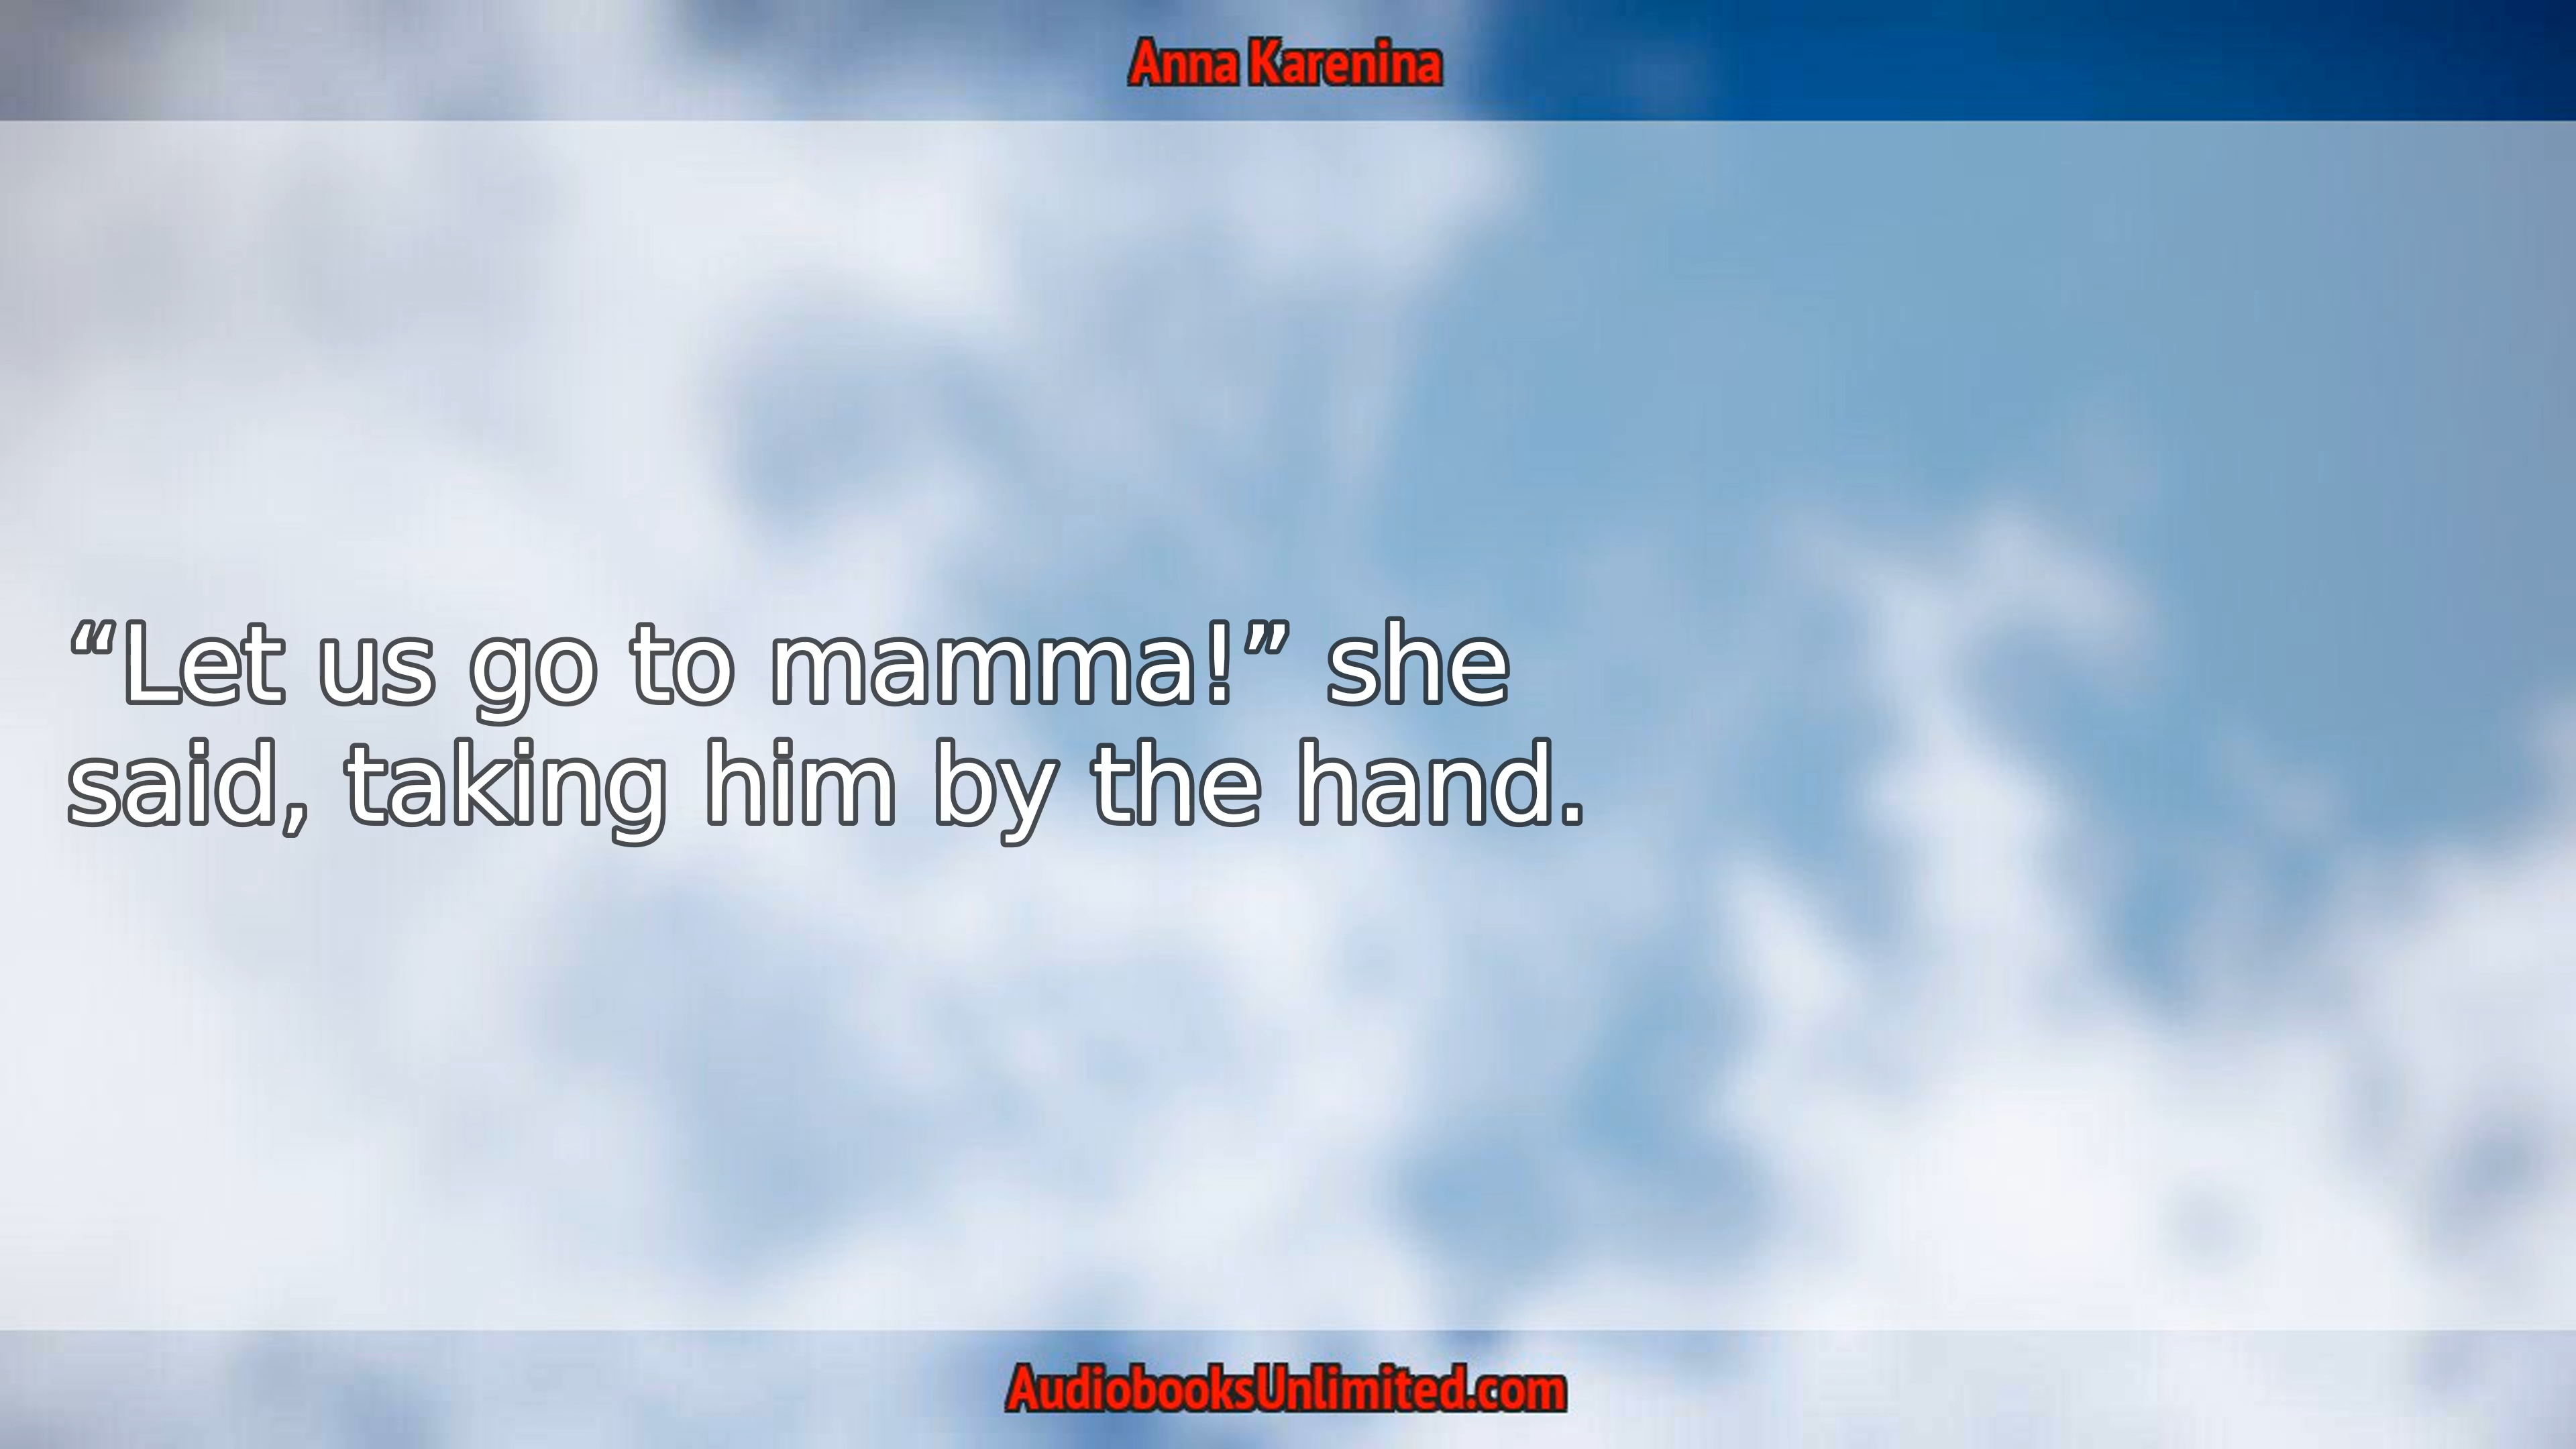 Anna Karenina
“Let us go to mamma!” she
said, taking him by the hand.
AudiobooksUnlimited.com